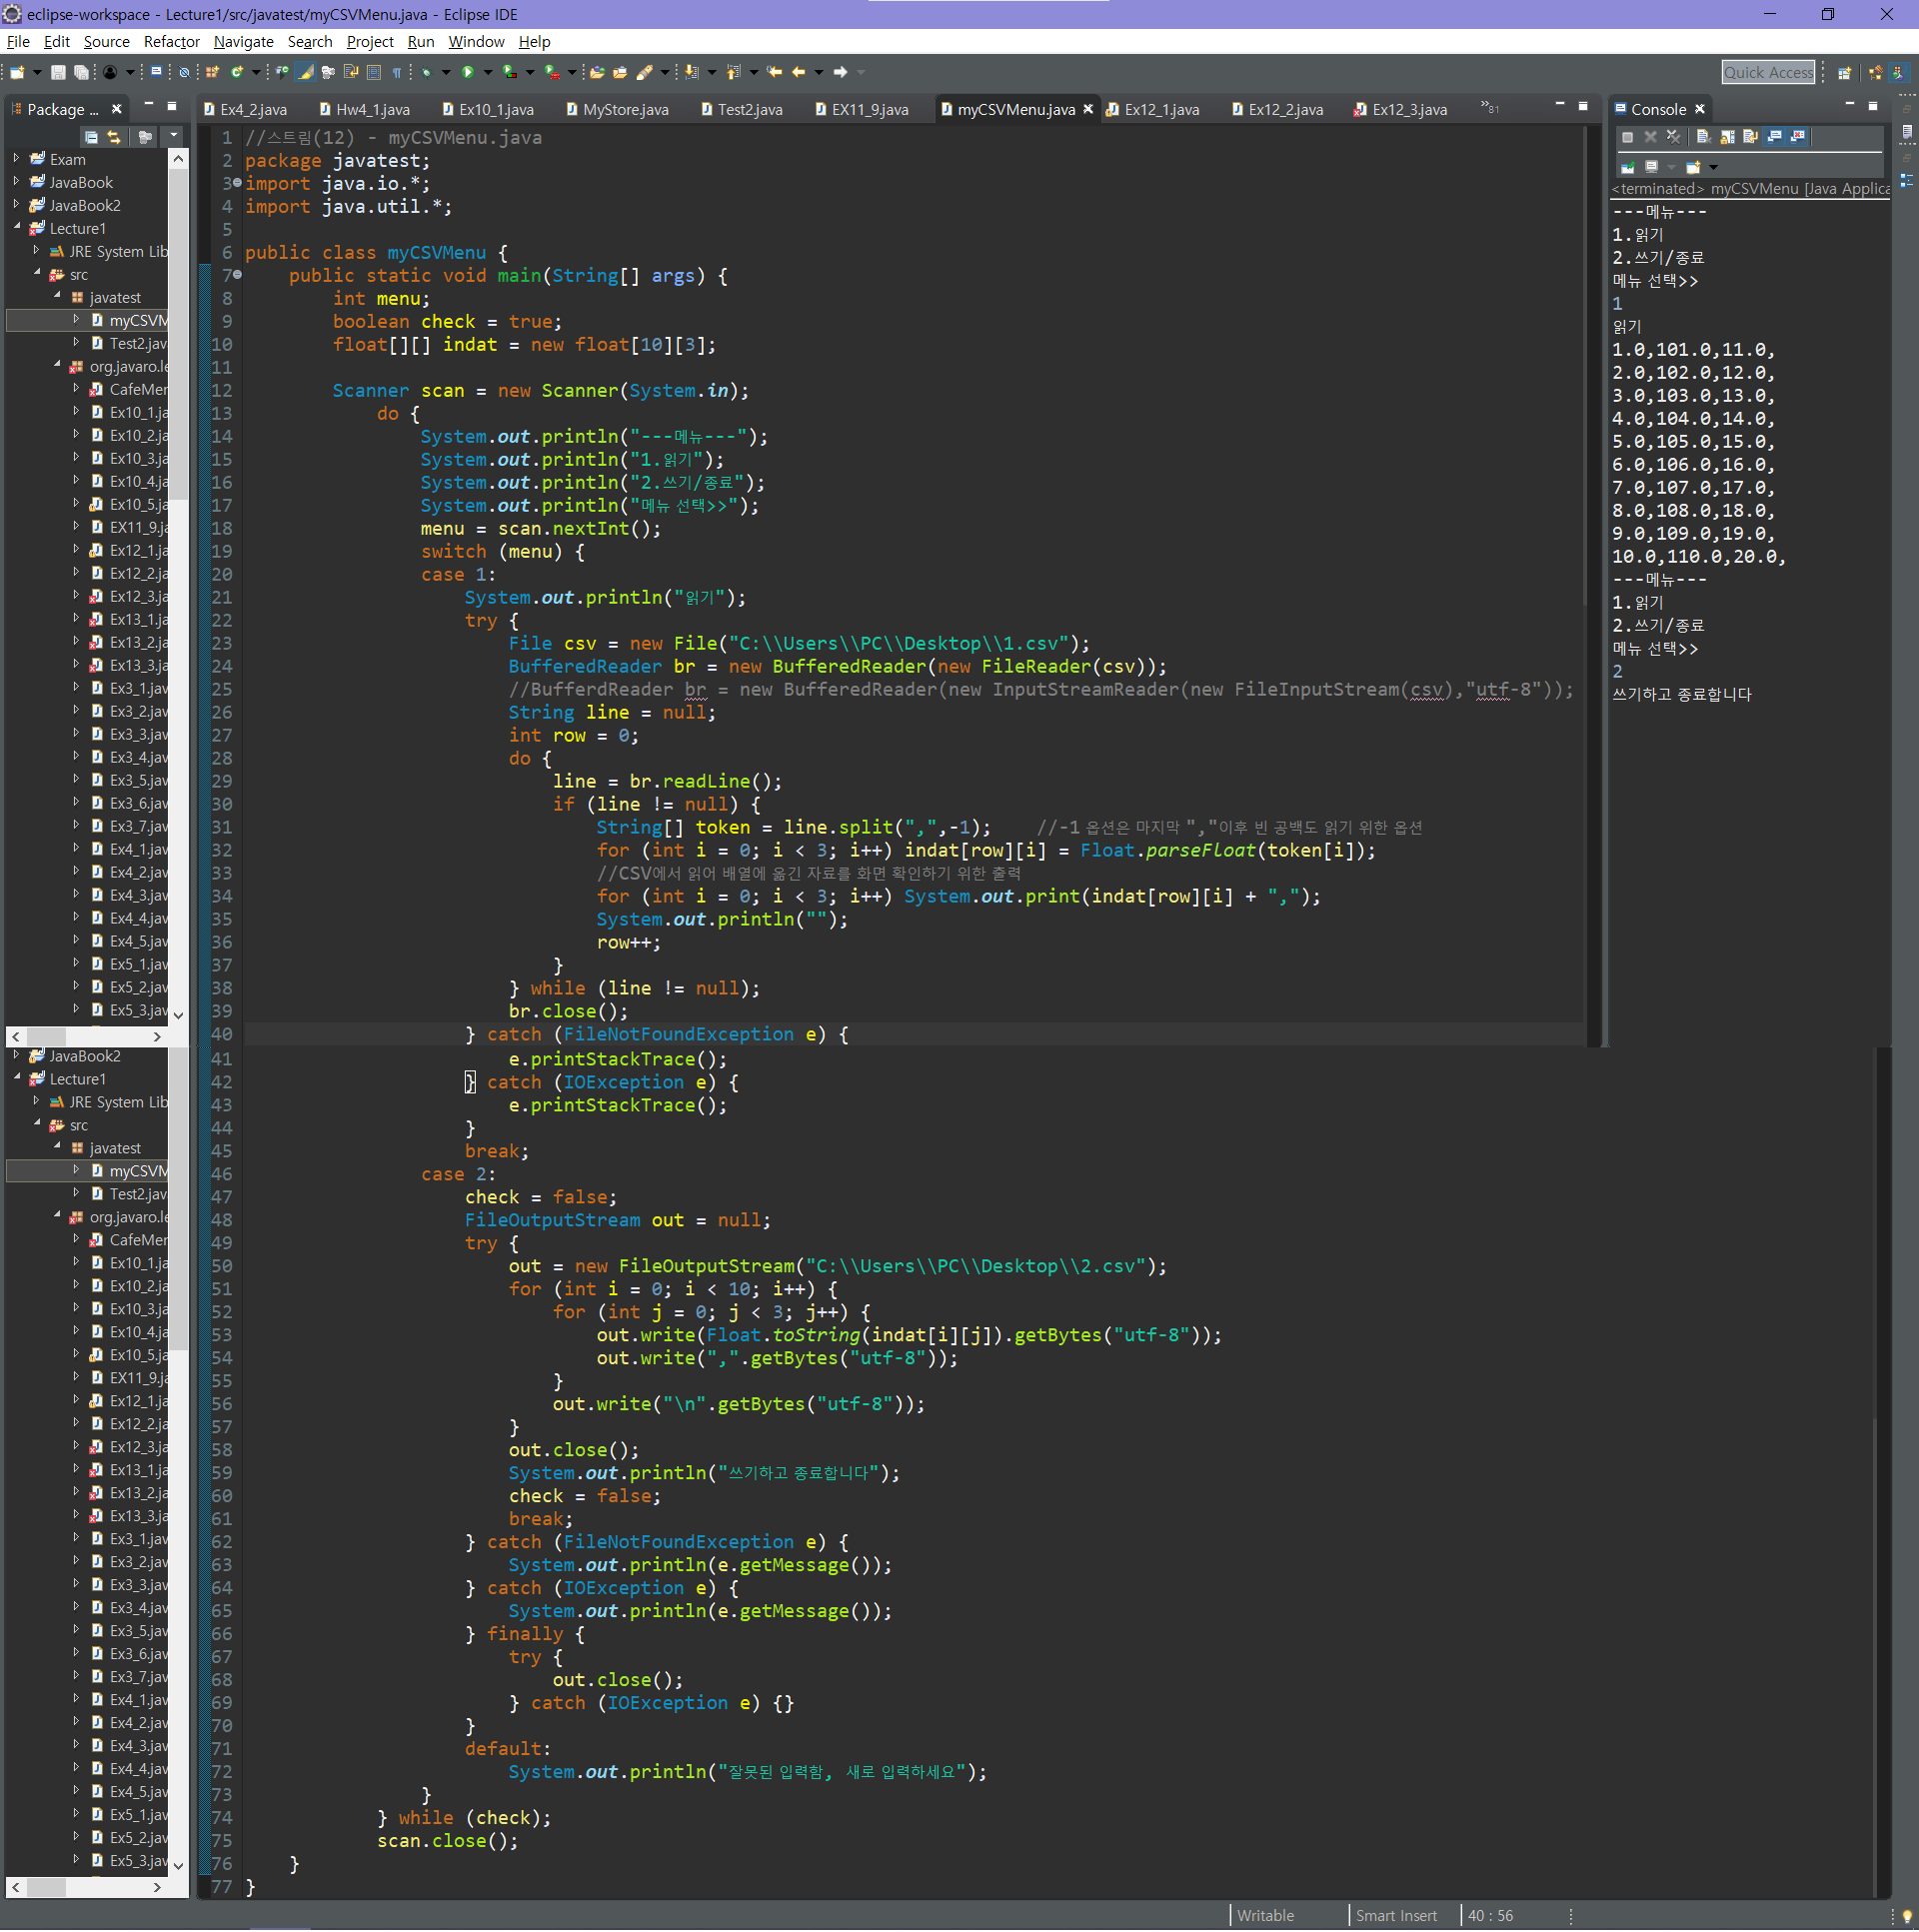 eclipse-workspace - Lecture1/src/javatest/myCSVMenu.java - Eclipse IDE
File Edit Source Refactor Navigate Search Project Run Window Help
Quick Access
Package ...
Ex4_2.java Hw4_1.java Ex10_1.java MyStore.java Test2.java EX11_9.java myCSVMenu.java Ex12_1.java Ex12_2.java Ex12_3.java »81
Console
Exam
JavaBook
JavaBook2
Lecture1
JRE System Lib
src
javatest
myCSVM
Test2.jav
org.javaro.le
CafeMer
Ex10_1.ja
Ex10_2.ja
Ex10_3.ja
Ex10_4.ja
Ex10_5.ja
EX11_9.ja
Ex12_1.ja
Ex12_2.ja
Ex12_3.ja
Ex13_1.ja
Ex13_2.ja
Ex13_3.ja
Ex3_1.jav
Ex3_2.jav
Ex3_3.jav
Ex3_4.jav
Ex3_5.jav
Ex3_6.jav
Ex3_7.jav
Ex4_1.jav
Ex4_2.jav
Ex4_3.jav
Ex4_4.jav
Ex4_5.jav
Ex5_1.jav
Ex5_2.jav
Ex5_3.jav
JavaBook2
Lecture1
JRE System Lib
src
javatest
myCSVM
Test2.jav
org.javaro.le
CafeMer
Ex10_1.ja
Ex10_2.ja
Ex10_3.ja
Ex10_4.ja
Ex10_5.ja
EX11_9.ja
Ex12_1.ja
Ex12_2.ja
Ex12_3.ja
Ex13_1.ja
Ex13_2.ja
Ex13_3.ja
Ex3_1.jav
Ex3_2.jav
Ex3_3.jav
Ex3_4.jav
Ex3_5.jav
Ex3_6.jav
Ex3_7.jav
Ex4_1.jav
Ex4_2.jav
Ex4_3.jav
Ex4_4.jav
Ex4_5.jav
Ex5_1.jav
Ex5_2.jav
Ex5_3.jav
1 //스트림(12) - myCSVMenu.java
2 package javatest;
3 import java.io.*;
4 import java.util.*;
5
6 public class myCSVMenu {
7     public static void main(String[] args) {
8         int menu;
9         boolean check = true;
10         float[][] indat = new float[10][3];
11
12         Scanner scan = new Scanner(System.in);
13             do {
14                 System.out.println("---메뉴---");
15                 System.out.println("1.읽기");
16                 System.out.println("2.쓰기/종료");
17                 System.out.println("메뉴 선택>>");
18                 menu = scan.nextInt();
19                 switch (menu) {
20                 case 1:
21                     System.out.println("읽기");
22                     try {
23                         File csv = new File("C:\\Users\\PC\\Desktop\\1.csv");
24                         BufferedReader br = new BufferedReader(new FileReader(csv));
25                         //BufferdReader br = new BufferedReader(new InputStreamReader(new FileInputStream(csv),"utf-8"));
26                         String line = null;
27                         int row = 0;
28                         do {
29                             line = br.readLine();
30                             if (line != null) {
31                                 String[] token = line.split(",",-1);    //-1 옵션은 마지막 ","이후 빈 공백도 읽기 위한 옵션
32                                 for (int i = 0; i < 3; i++) indat[row][i] = Float.parseFloat(token[i]);
33                                 //CSV에서 읽어 배열에 옮긴 자료를 화면 확인하기 위한 출력
34                                 for (int i = 0; i < 3; i++) System.out.print(indat[row][i] + ",");
35                                 System.out.println("");
36                                 row++;
37                             }
38                         } while (line != null);
39                         br.close();
40                     } catch (FileNotFoundException e) {
41                         e.printStackTrace();
42                     } catch (IOException e) {
43                         e.printStackTrace();
44                     }
45                     break;
46                 case 2:
47                     check = false;
48                     FileOutputStream out = null;
49                     try {
50                         out = new FileOutputStream("C:\\Users\\PC\\Desktop\\2.csv");
51                         for (int i = 0; i < 10; i++) {
52                             for (int j = 0; j < 3; j++) {
53                                 out.write(Float.toString(indat[i][j]).getBytes("utf-8"));
54                                 out.write(",".getBytes("utf-8"));
55                             }
56                             out.write("\n".getBytes("utf-8"));
57                         }
58                         out.close();
59                         System.out.println("쓰기하고 종료합니다");
60                         check = false;
61                         break;
62                     } catch (FileNotFoundException e) {
63                         System.out.println(e.getMessage());
64                     } catch (IOException e) {
65                         System.out.println(e.getMessage());
66                     } finally {
67                         try {
68                             out.close();
69                         } catch (IOException e) {}
70                     }
71                     default:
72                         System.out.println("잘못된 입력함, 새로 입력하세요");
73                 }
74             } while (check);
75             scan.close();
76     }
77 }
<terminated> myCSVMenu [Java Applica
---메뉴---
1.읽기
2.쓰기/종료
메뉴 선택>>
1
읽기
1.0,101.0,11.0,
2.0,102.0,12.0,
3.0,103.0,13.0,
4.0,104.0,14.0,
5.0,105.0,15.0,
6.0,106.0,16.0,
7.0,107.0,17.0,
8.0,108.0,18.0,
9.0,109.0,19.0,
10.0,110.0,20.0,
---메뉴---
1.읽기
2.쓰기/종료
메뉴 선택>>
2
쓰기하고 종료합니다
Writable Smart Insert 40 : 56